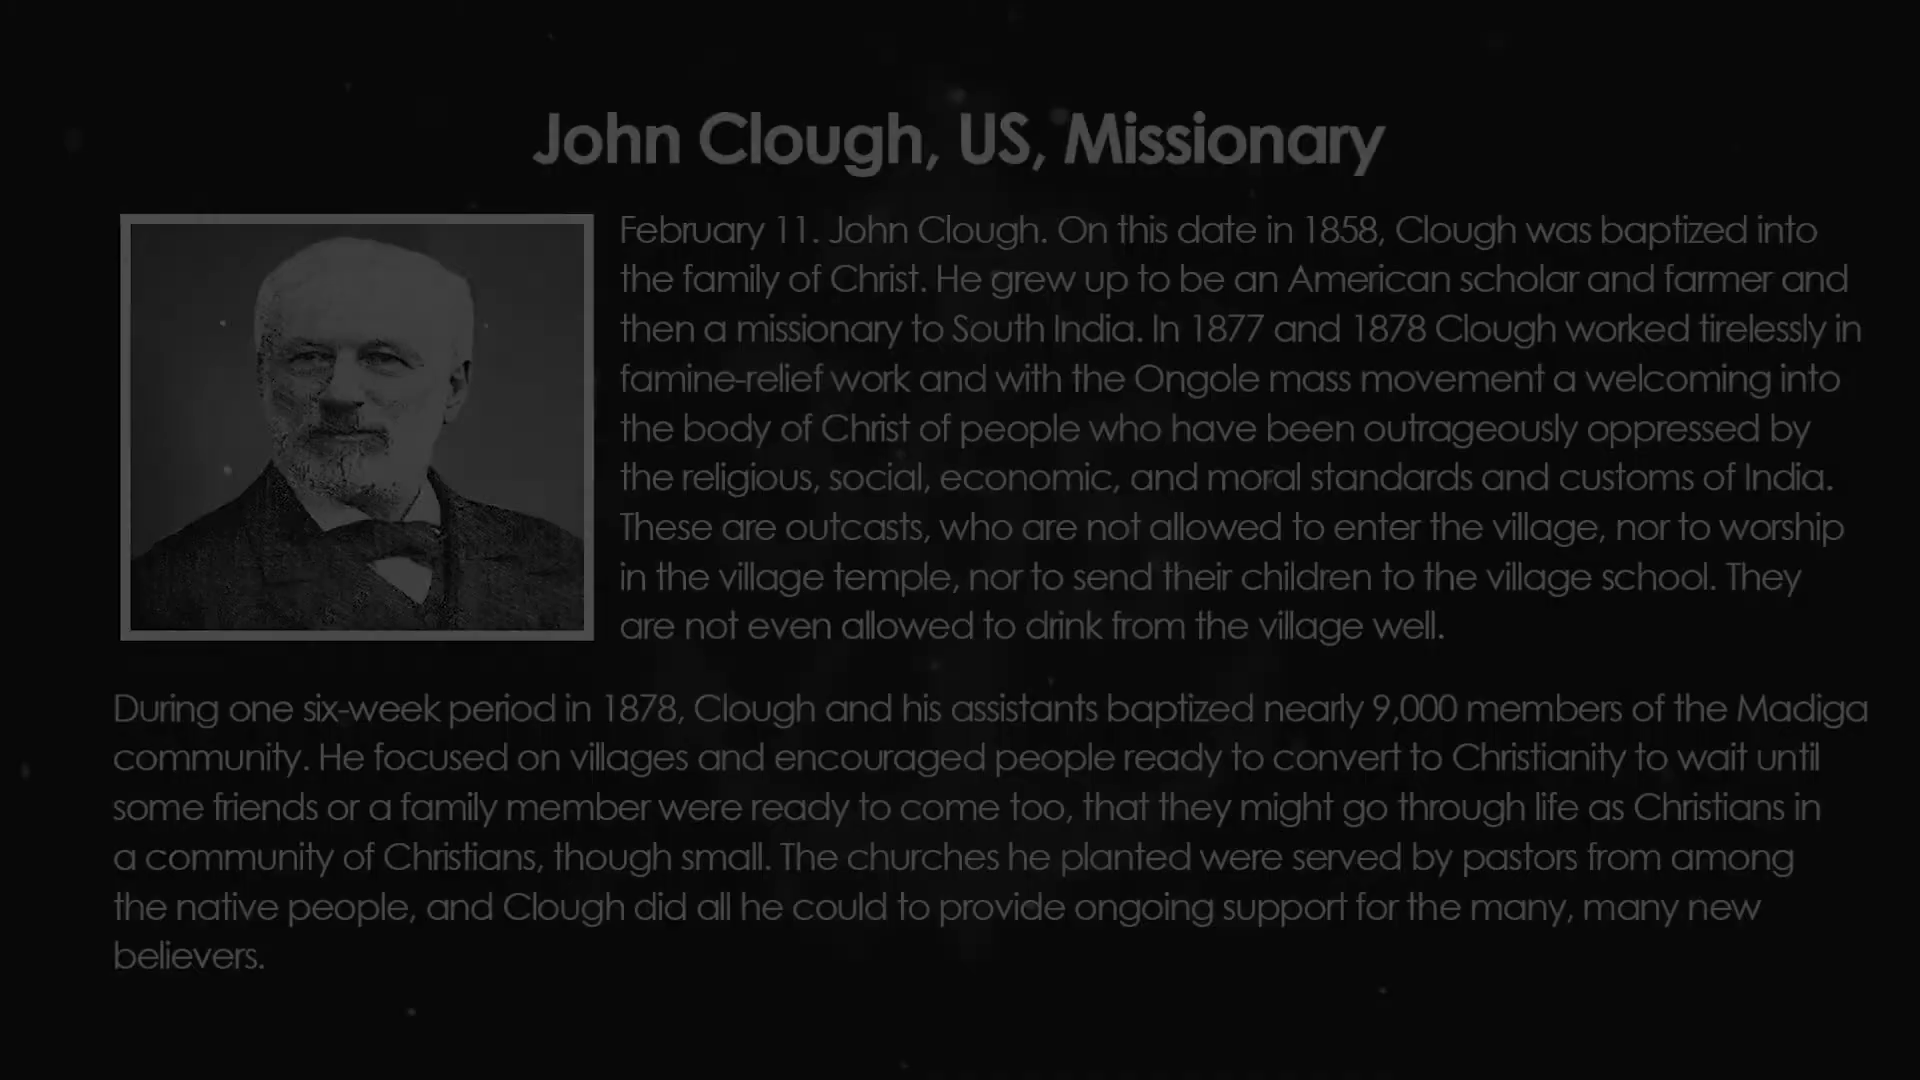 John Clough, US, Missionary
February 11. John Clough. On this date in 1858, Clough was baptized into
the family of Christ. He grew up to be an American scholar and farmer and
then a missionary to South India. In 1877 and 1878 Clough worked tirelessly in
famine-relief work and with the Ongole mass movement a welcoming into
the body of Christ of people who have been outrageously oppressed by
the religious, social, economic, and moral standards and customs of India.
These are outcasts, who are not allowed to enter the village, nor to worship
in the village temple, nor to send their children to the village school. They
are not even allowed to drink from the village well.
During one six-week period in 1878, Clough and his assistants baptized nearly 9,000 members of the Madiga
community. He focused on villages and encouraged people ready to convert to Christianity to wait until
some friends or a family member were ready to come too, that they might go through life as Christians in
a community of Christians, though small. The churches he planted were served by pastors from among
the native people, and Clough did all he could to provide ongoing support for the many, many new
believers.